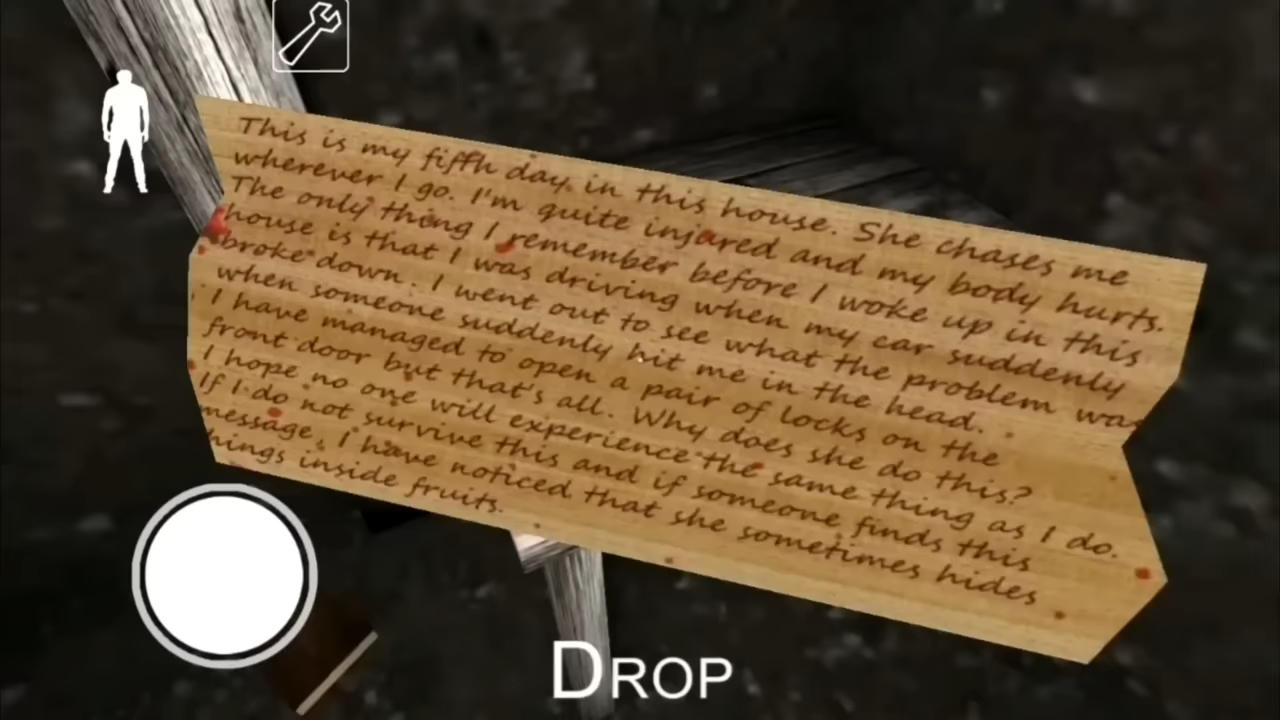 This is my fifth day in this house. She chases me
wherever I go. I'm quite injured and my body hurts.
The only thing I remember before I woke up in this
house is that I was driving when my car suddenly
broke down. I went out to see what the problem was
when someone suddenly hit me in the head.
I have managed to open a pair of locks on the
front door but that's all. Why does she do this?
I hope no one will experience the same thing as I do.
If I do not survive this and if someone finds this
message, I have noticed that she sometimes hides
hings inside fruits.
DROP